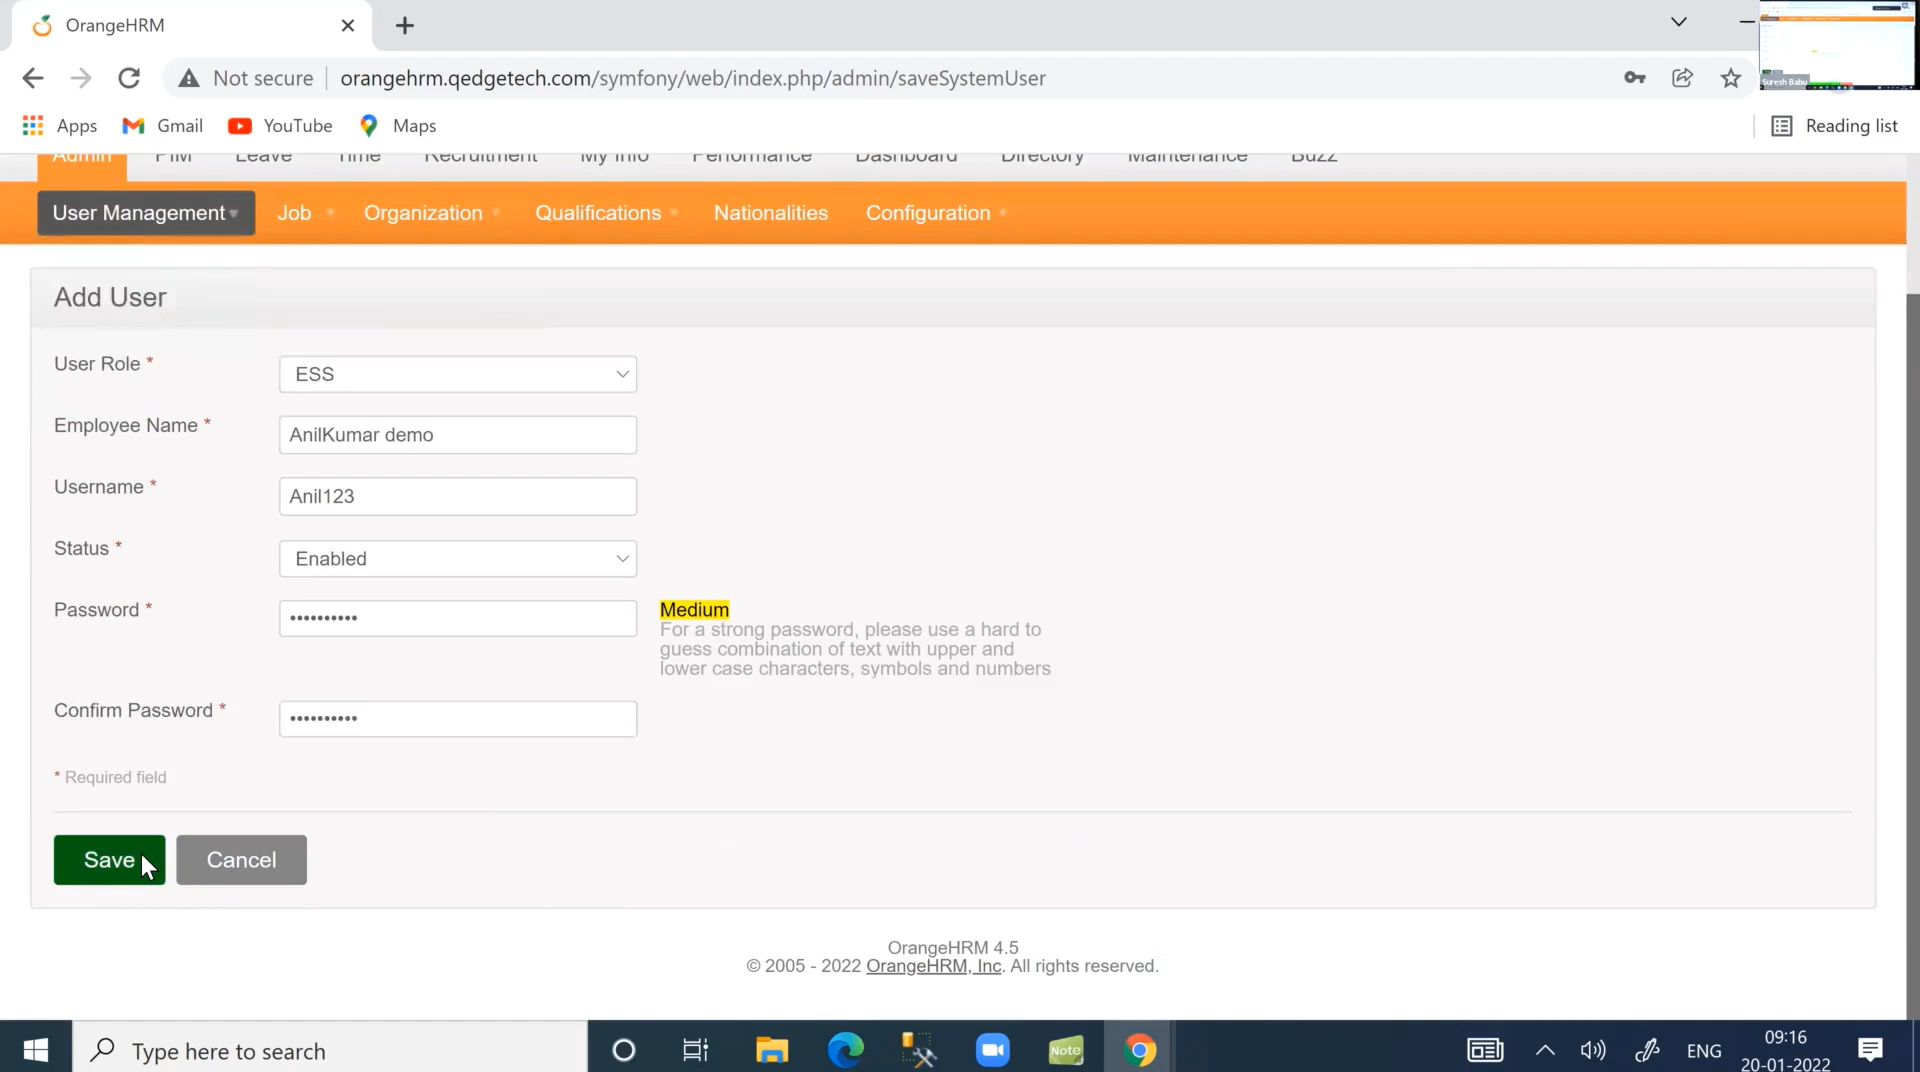 OrangeHRM
Not secure
orangehrm.qedgetech.com/symfony/web/index.php/admin/saveSystemUser
Suresh Babu
Apps
Gmail
YouTube
Maps
Reading list
Admin PIM Leave Time Recruitment My Info Performance Dashboard Directory Maintenance Buzz
User Management Job Organization Qualifications Nationalities Configuration
Add User
User Role *
ESS
Employee Name *
AnilKumar demo
Username *
Anil123
Status *
Enabled
Password *
••••••••••
Medium
For a strong password, please use a hard to
guess combination of text with upper and
lower case characters, symbols and numbers
Confirm Password *
••••••••••
* Required field
Save
Cancel
OrangeHRM 4.5
© 2005 - 2022 OrangeHRM, Inc. All rights reserved.
Type here to search
Note
ENG
09:16
20-01-2022